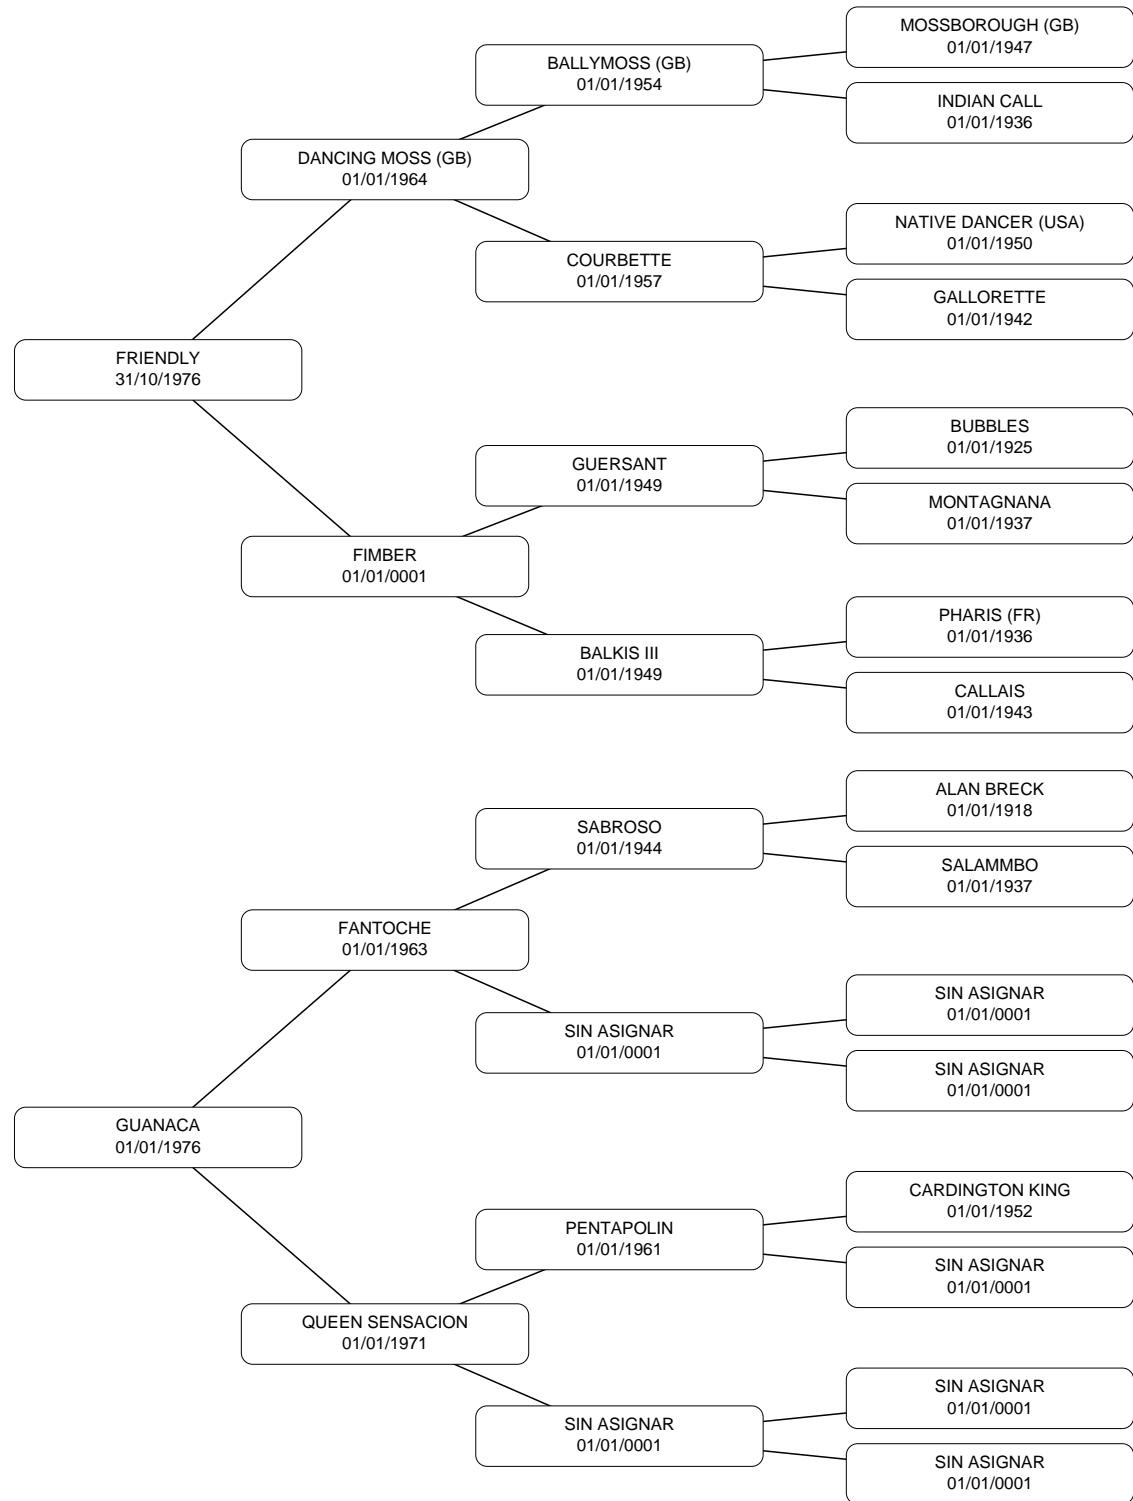 MOSSBOROUGH (GB)
01/01/1947
BALLYMOSS (GB)
01/01/1954
INDIAN CALL
01/01/1936
DANCING MOSS (GB)
01/01/1964
NATIVE DANCER (USA)
01/01/1950
COURBETTE
01/01/1957
GALLORETTE
01/01/1942
FRIENDLY
31/10/1976
BUBBLES
01/01/1925
GUERSANT
01/01/1949
MONTAGNANA
01/01/1937
FIMBER
01/01/0001
PHARIS (FR)
01/01/1936
BALKIS III
01/01/1949
CALLAIS
01/01/1943
ALAN BRECK
01/01/1918
SABROSO
01/01/1944
SALAMMBO
01/01/1937
FANTOCHE
01/01/1963
SIN ASIGNAR
01/01/0001
SIN ASIGNAR
01/01/0001
SIN ASIGNAR
01/01/0001
GUANACA
01/01/1976
CARDINGTON KING
01/01/1952
PENTAPOLIN
01/01/1961
SIN ASIGNAR
01/01/0001
QUEEN SENSACION
01/01/1971
SIN ASIGNAR
01/01/0001
SIN ASIGNAR
01/01/0001
SIN ASIGNAR
01/01/0001